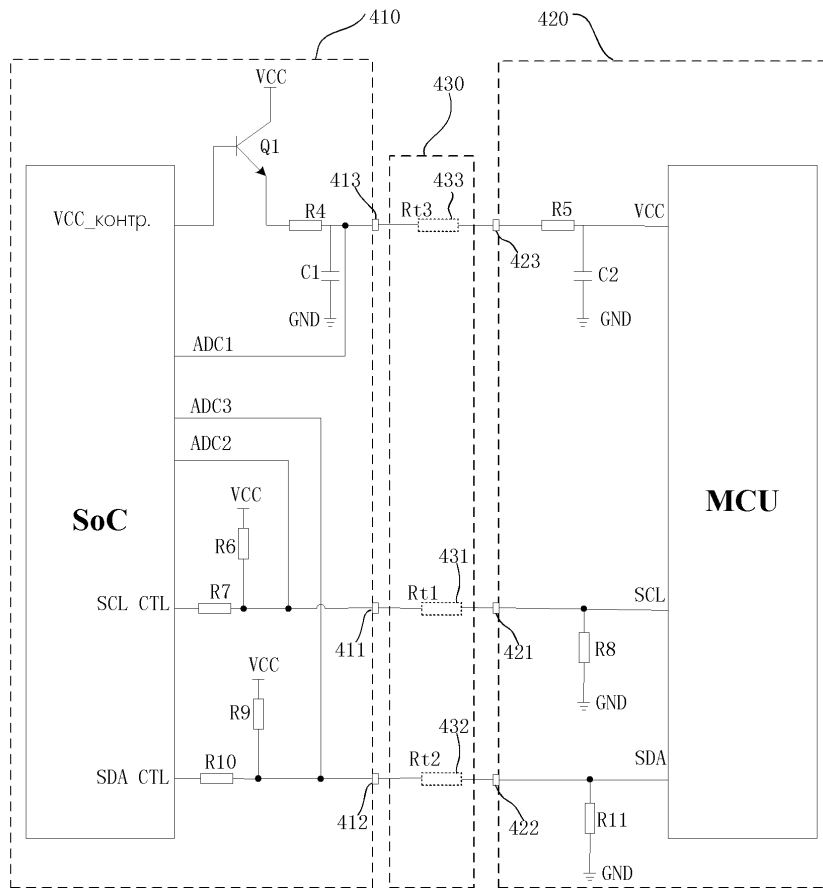 410
420
VCC
430
Q1
413
433
VCC_контр.
R4
Rt3
R5
VCC
423
C1
C2
GND
GND
ADC1
ADC3
ADC2
VCC
SoC
MCU
R6
431
R7
Rt1
SCL CTL
SCL
411
421
R8
VCC
GND
R9
432
SDA
R10
Rt2
SDA CTL
412
422
R11
GND